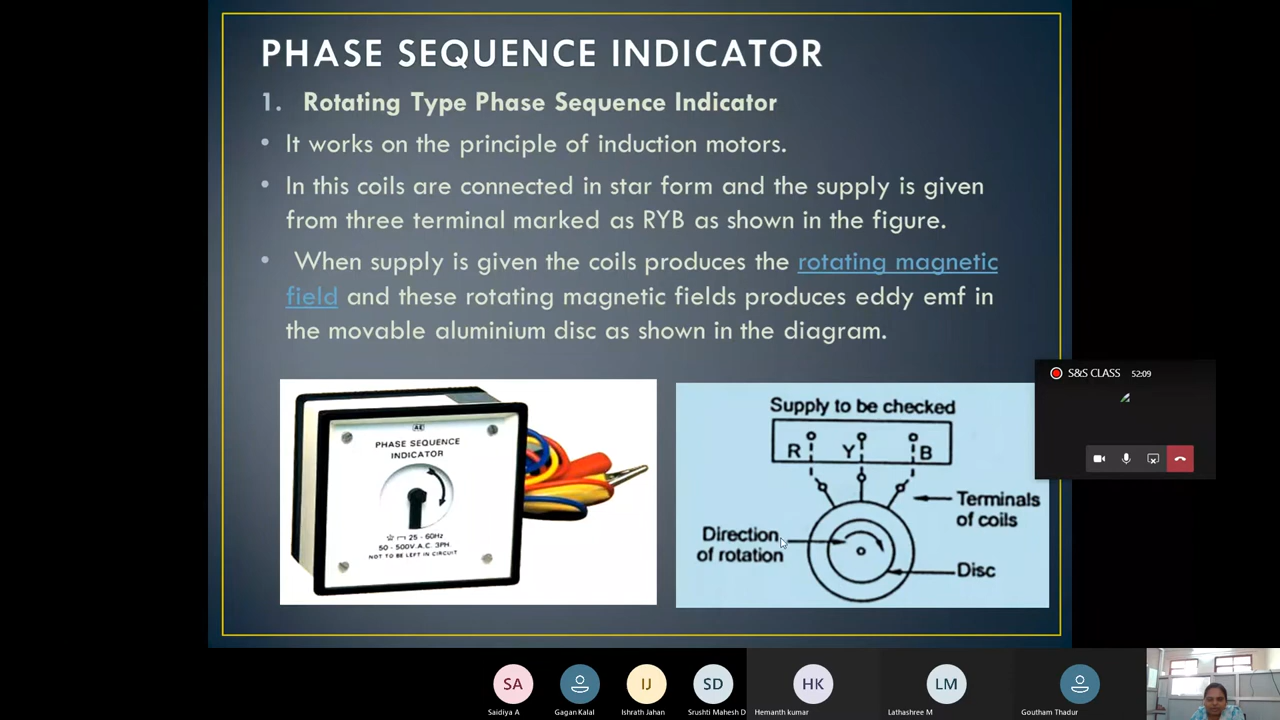 PHASE SEQUENCE INDICATOR
1. Rotating Type Phase Sequence Indicator
• It works on the principle of induction motors.
• In this coils are connected in star form and the supply is given
from three terminal marked as RYB as shown in the figure.
• When supply is given the coils produces the rotating magnetic
field and these rotating magnetic fields produces eddy emf in
the movable aluminium disc as shown in the diagram.
AE
PHASE SEQUENCE
INDICATOR
25 - 60Hz
50 - 500V A.C. 3PH.
NOT TO BE LEFT IN CIRCUIT
Supply to be checked
R Y B
Terminals
of coils
Direction
of rotation
Disc
S&S CLASS 52:09
SA IJ SD HK LM
Saidiya A Gagan Kalal Ishrath Jahan Srushti Mahesh D Hemanth kumar Lathashree M Goutham Thadur